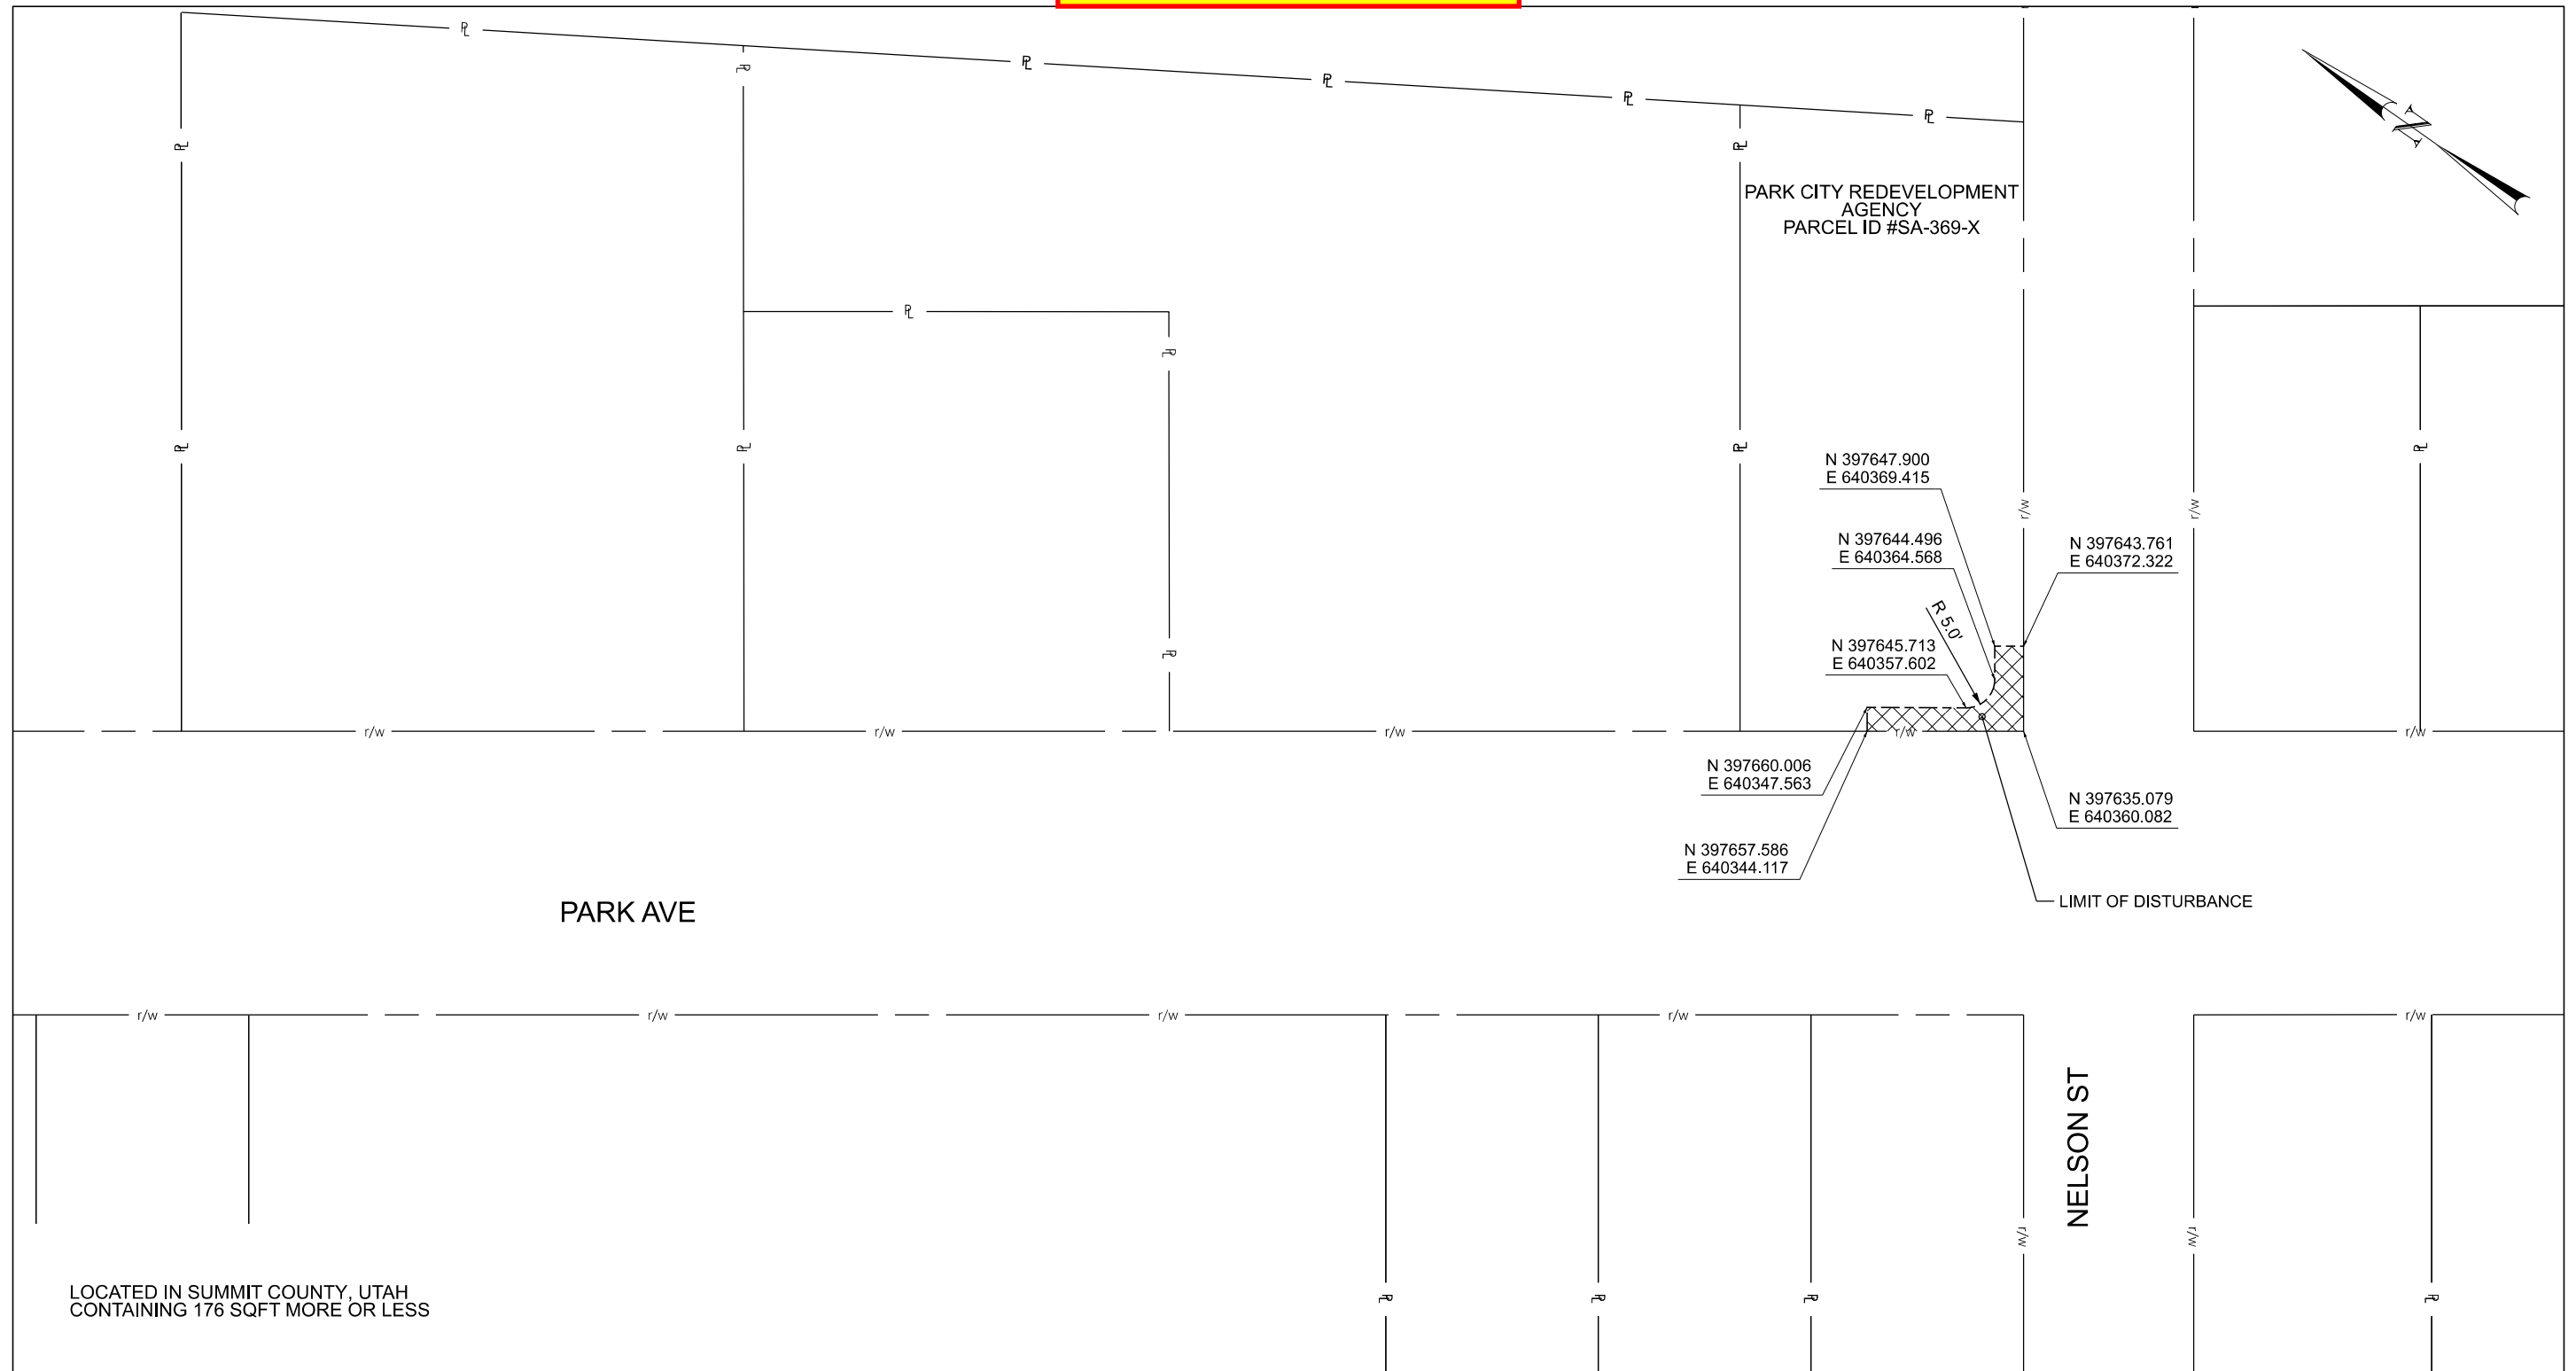 PL
PL
PL
PL
PL
PL
N
PL
PL
PARK CITY REDEVELOPMENT
AGENCY
PARCEL ID #SA-369-X
PL
PL
PL
PL
PL
PL
N 397647.900
E 640369.415
r/w
r/w
N 397644.496
E 640364.568
N 397643.761
E 640372.322
R 5.0'
N 397645.713
E 640357.602
PL
r/w
r/w
r/w
r/w
r/w
N 397660.006
E 640347.563
N 397635.079
E 640360.082
N 397657.586
E 640344.117
PARK AVE
LIMIT OF DISTURBANCE
r/w
r/w
r/w
r/w
r/w
NELSON ST
r/w
r/w
LOCATED IN SUMMIT COUNTY, UTAH
CONTAINING 176 SQFT MORE OR LESS
PL
PL
PL
PL